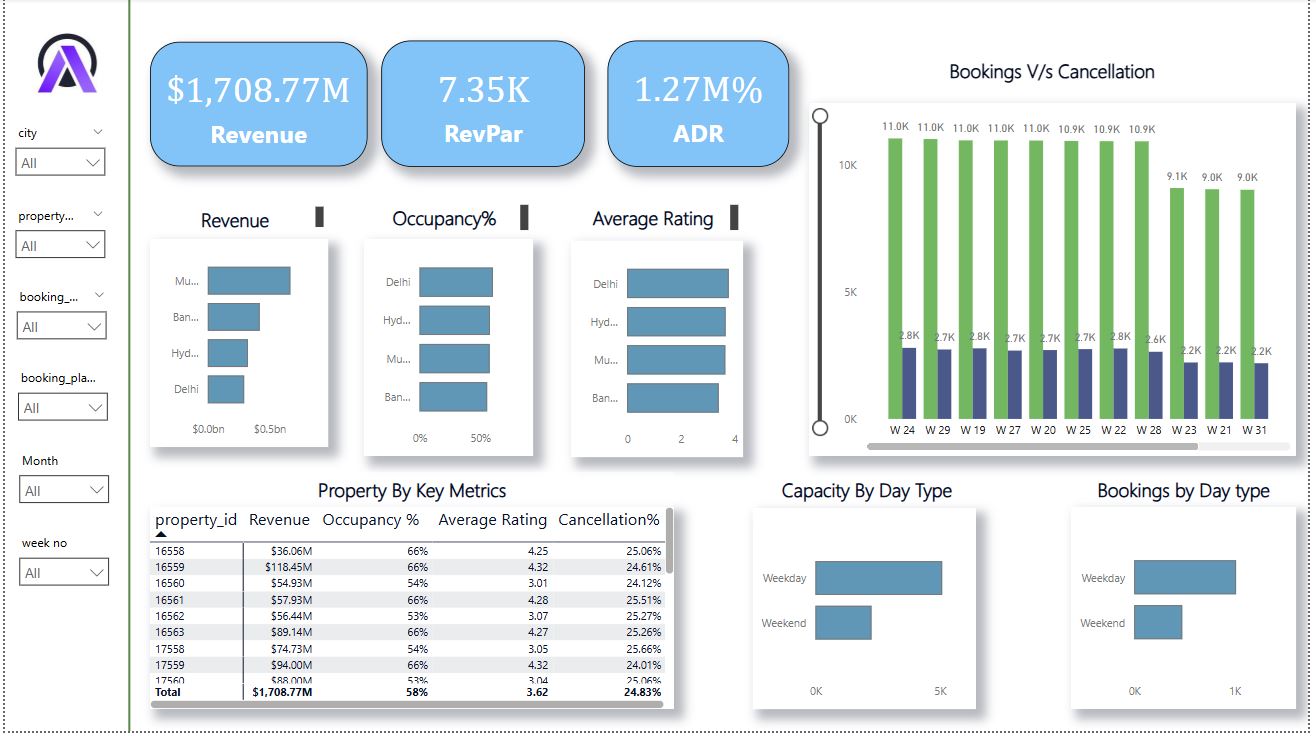 city
All
property...
All
booking_...
All
booking_pla...
All
Month
All
week no
All
$1,708.77M
Revenue
7.35K
RevPar
1.27M%
ADR
Revenue
Mu...
Ban...
Hyd...
Delhi
$0.0bn $0.5bn
Occupancy%
Delhi
Hyd...
Mu...
Ban...
0% 50%
Average Rating
Delhi
Hyd...
Mu...
Ban...
0 2 4
Bookings V/s Cancellation
11.0K 11.0K 11.0K 11.0K 11.0K 10.9K 10.9K 10.9K
10K
9.1K 9.0K 9.0K
5K
2.8K 2.7K 2.8K 2.7K 2.7K 2.7K 2.8K 2.6K 2.2K 2.2K 2.2K
0K
W 24 W 29 W 19 W 27 W 20 W 25 W 22 W 28 W 23 W 21 W 31
Property By Key Metrics
property_id Revenue Occupancy % Average Rating Cancellation%
16558 $36.06M 66% 4.25 25.06%
16559 $118.45M 66% 4.32 24.61%
16560 $54.93M 54% 3.01 24.12%
16561 $57.93M 66% 4.28 25.51%
16562 $56.44M 53% 3.07 25.27%
16563 $89.14M 66% 4.27 25.26%
17558 $74.73M 54% 3.05 25.66%
17559 $94.00M 66% 4.32 24.01%
17560 $88.00M 53% 3.04 25.06%
Total $1,708.77M 58% 3.62 24.83%
Capacity By Day Type
Weekday
Weekend
0K 5K
Bookings by Day type
Weekday
Weekend
0K 1K